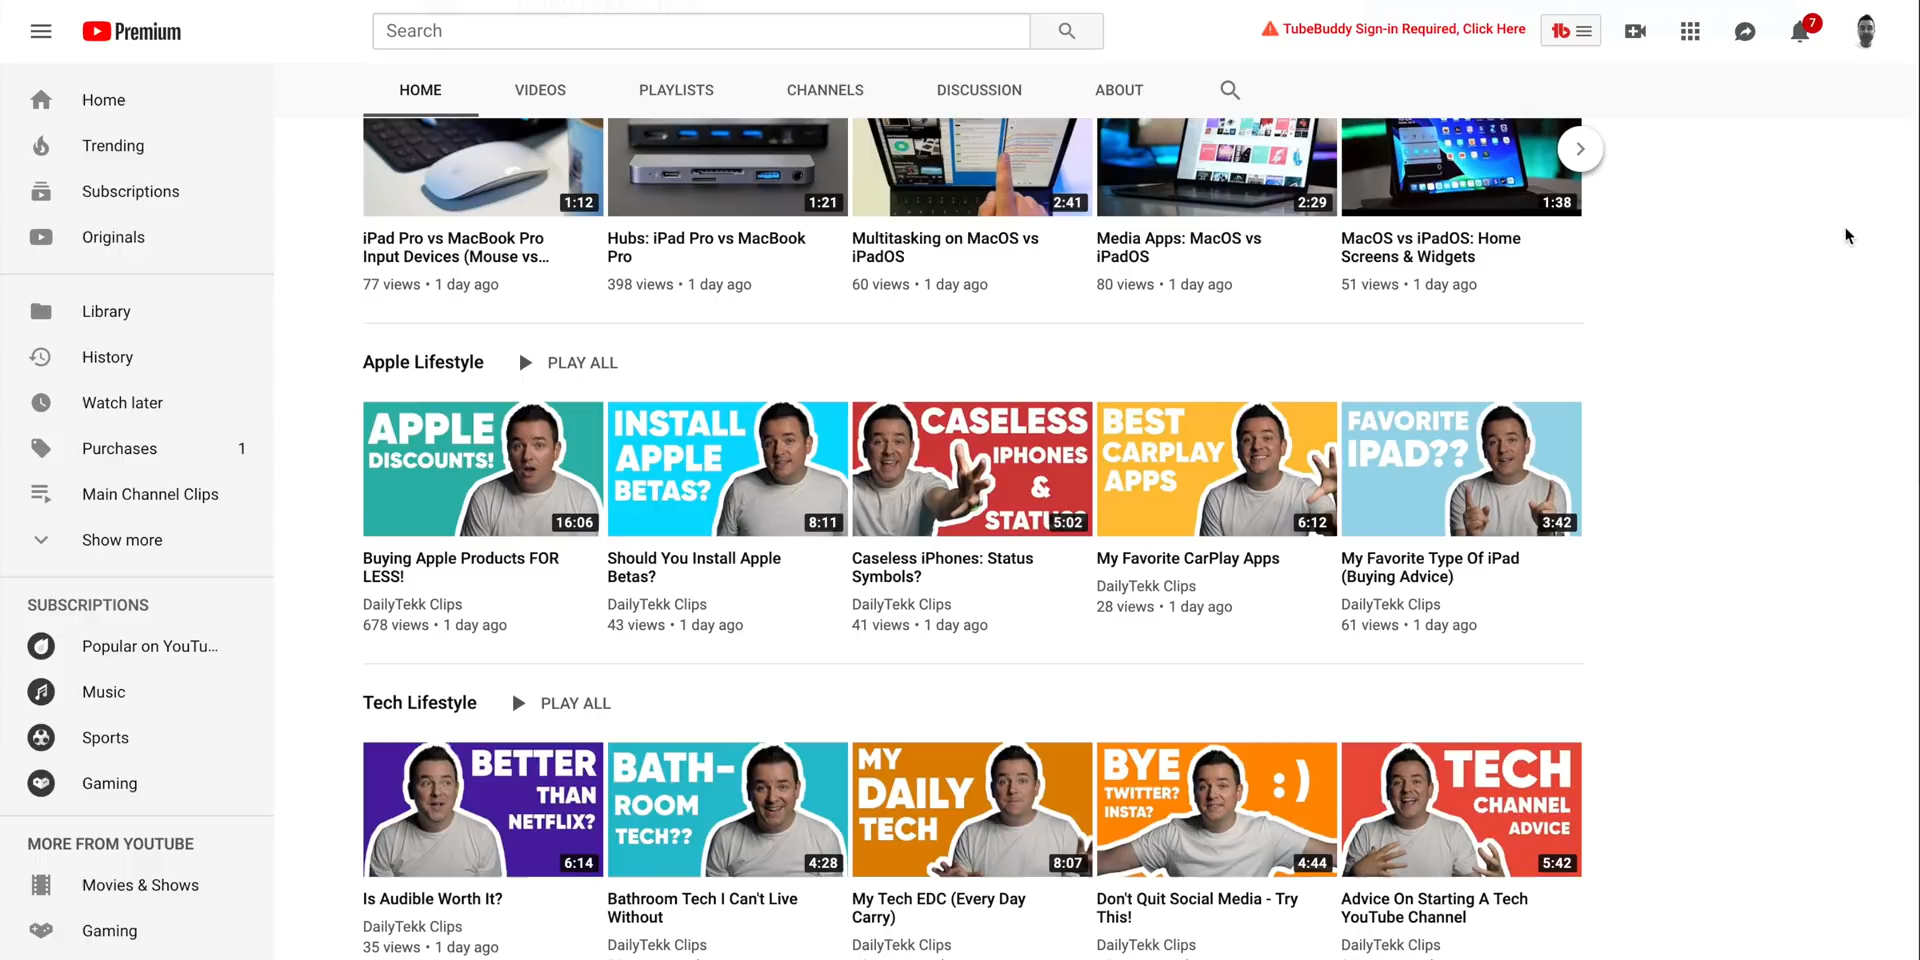 Premium
Search
TubeBuddy Sign-in Required, Click Here
tb
7
HOME
VIDEOS
PLAYLISTS
CHANNELS
DISCUSSION
ABOUT
Home
Trending
Subscriptions
Originals
Library
History
Watch later
Purchases 1
Main Channel Clips
Show more
SUBSCRIPTIONS
Popular on YouTu...
Music
Sports
Gaming
MORE FROM YOUTUBE
Movies & Shows
Gaming
1:12
iPad Pro vs MacBook Pro
Input Devices (Mouse vs...
77 views • 1 day ago
1:21
Hubs: iPad Pro vs MacBook
Pro
398 views • 1 day ago
2:41
Multitasking on MacOS vs
iPadOS
60 views • 1 day ago
2:29
Media Apps: MacOS vs
iPadOS
80 views • 1 day ago
1:38
MacOS vs iPadOS: Home
Screens & Widgets
51 views • 1 day ago
Apple Lifestyle
PLAY ALL
APPLE
DISCOUNTS!
16:06
Buying Apple Products FOR
LESS!
DailyTekk Clips
678 views • 1 day ago
INSTALL
APPLE
BETAS?
8:11
Should You Install Apple
Betas?
DailyTekk Clips
43 views • 1 day ago
CASELESS
IPHONES
&
STATU
5:02
Caseless iPhones: Status
Symbols?
DailyTekk Clips
41 views • 1 day ago
BEST
CARPLAY
APPS
6:12
My Favorite CarPlay Apps
DailyTekk Clips
28 views • 1 day ago
FAVORITE
IPAD??
3:42
My Favorite Type Of iPad
(Buying Advice)
DailyTekk Clips
61 views • 1 day ago
Tech Lifestyle
PLAY ALL
BETTER
THAN
NETFLIX?
6:14
Is Audible Worth It?
DailyTekk Clips
35 views • 1 day ago
BATH-
ROOM
TECH??
4:28
Bathroom Tech I Can't Live
Without
DailyTekk Clips
MY
DAILY
TECH
8:07
My Tech EDC (Every Day
Carry)
DailyTekk Clips
BYE
TWITTER?
INSTA?
:)
4:44
Don't Quit Social Media - Try
This!
DailyTekk Clips
TECH
CHANNEL
ADVICE
5:42
Advice On Starting A Tech
YouTube Channel
DailyTekk Clips